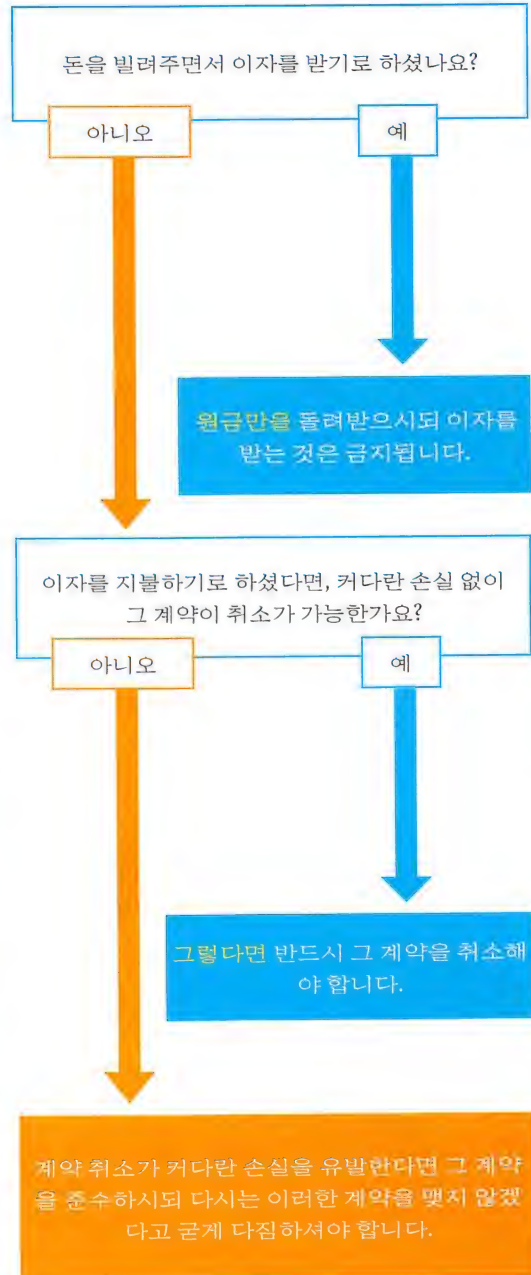 돈을 빌려주면서 이자를 받기로 하셨나요?
아니오
예
원금만을 돌려받으시되 이자를
받는 것은 금지됩니다.
이자를 지불하기로 하셨다면, 커다란 손실 없이
그 계약이 취소가 가능한가요?
아니오
예
그렇다면 반드시 그 계약을 취소해
야 합니다.
계약 취소가 커다란 손실을 유발한다면 그 계약
을 준수하시되 다시는 이러한 계약을 맺지 않겠
다고 굳게 다짐하셔야 합니다.